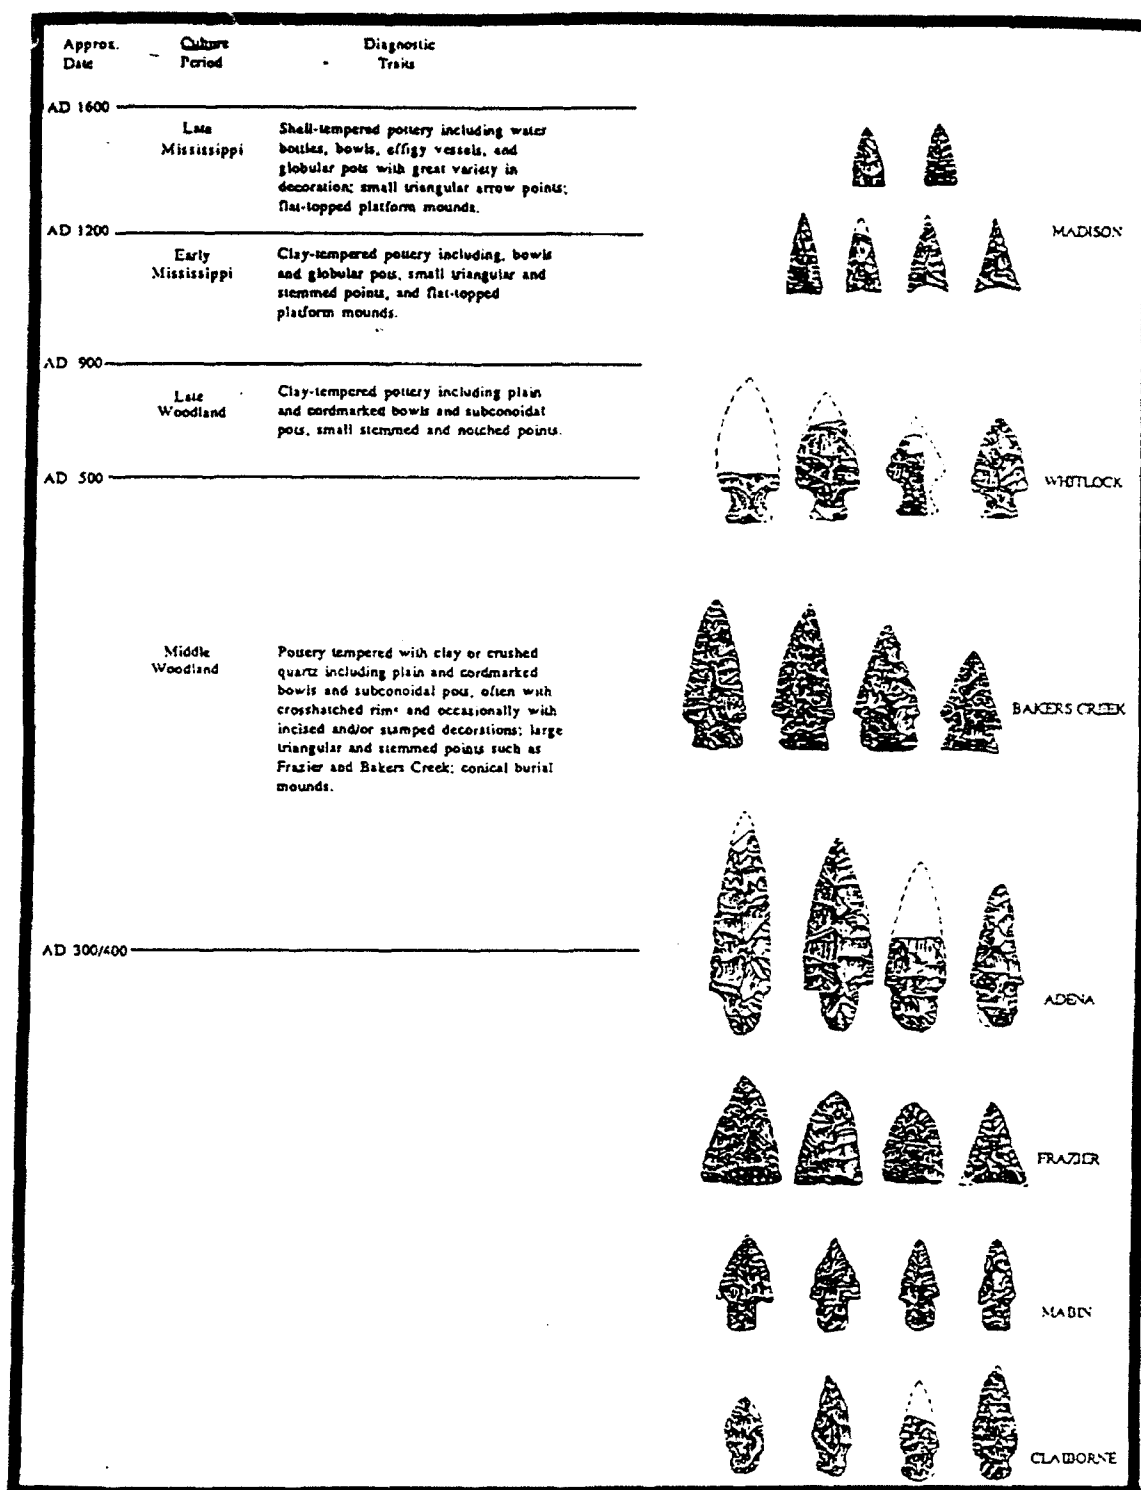 Approx. Culture Diagnostic
Date Period Traits
AD 1600
Late Shell-tempered pottery including water
Mississippi bottles, bowls, effigy vessels, and
globular pots with great variety in
decoration; small triangular arrow points;
flat-topped platform mounds.
MADISON
AD 1200
Early Clay-tempered pottery including, bowls
Mississippi and globular pots, small triangular and
stemmed points, and flat-topped
platform mounds.
AD 900
Late Clay-tempered pottery including plain
Woodland and cordmarked bowls and subconoidal
pots, small stemmed and notched points.
AD 500
WHITLOCK
Middle Pottery tempered with clay or crushed
Woodland quartz including plain and cordmarked
bowls and subconoidal pots, often with
crosshatched rims and occasionally with
incised and/or stamped decorations; large
triangular and stemmed points such as
Frazier and Bakers Creek; conical burial
mounds.
BAKERS CREEK
AD 300/400
ADENA
FRAZIER
MABIN
CLAIBORNE